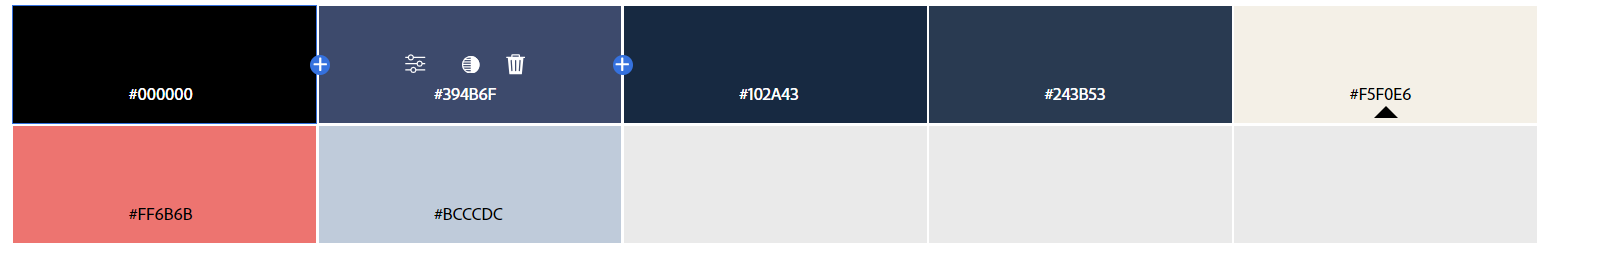 #000000
#394B6F
#102A43
#243B53
#F5F0E6
#FF6B6B
#BCCCDC